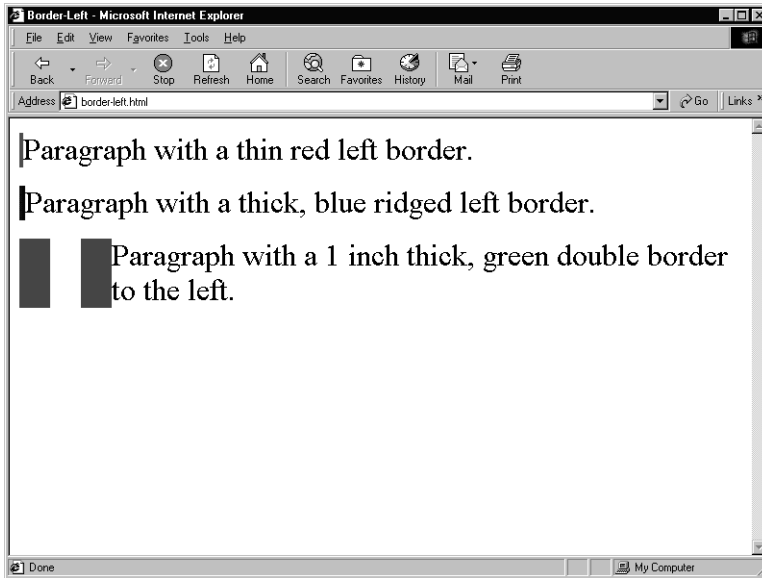 Border-Left - Microsoft Internet Explorer
File Edit View Favorites Tools Help
Back Forward Stop Refresh Home Search Favorites History Mail Print
Address border-left.html Go Links »
Paragraph with a thin red left border.
Paragraph with a thick, blue ridged left border.
Paragraph with a 1 inch thick, green double border
to the left.
Done My Computer